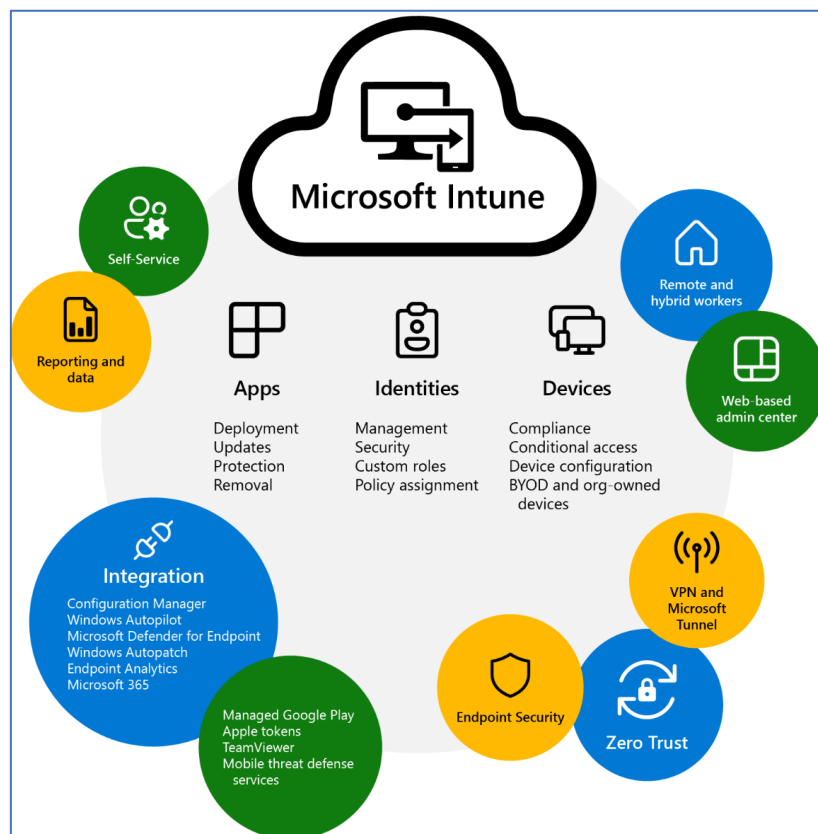 Microsoft Intune
Self-Service
Reporting and
data
Remote and
hybrid workers
Web-based
admin center
Apps
Deployment
Updates
Protection
Removal
Identities
Management
Security
Custom roles
Policy assignment
Devices
Compliance
Conditional access
Device configuration
BYOD and org-owned
devices
Integration
Configuration Manager
Windows Autopilot
Microsoft Defender for Endpoint
Windows Autopatch
Endpoint Analytics
Microsoft 365
Managed Google Play
Apple tokens
TeamViewer
Mobile threat defense
services
VPN and
Microsoft
Tunnel
Endpoint Security
Zero Trust